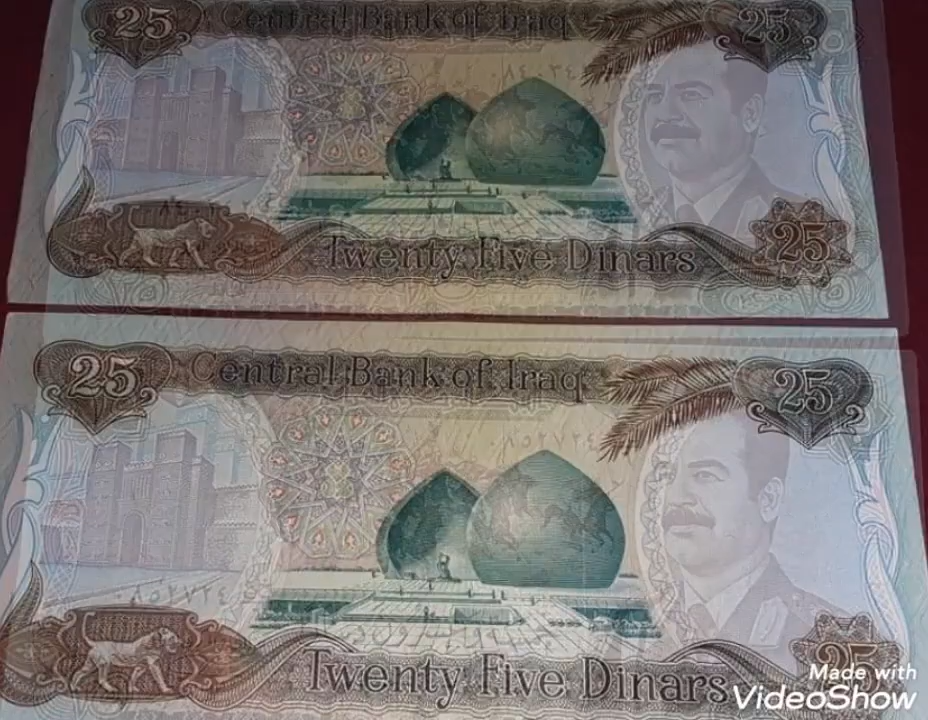 25 Central Bank of Iraq 25
Twenty Five Dinars 25
25 Central Bank of Iraq 25
Twenty Five Dinars 25
Made with
VideoShow